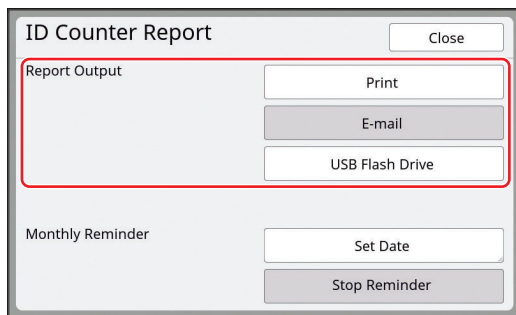 ID Counter Report
Close
Report Output
Print
E-mail
USB Flash Drive
Monthly Reminder
Set Date
Stop Reminder